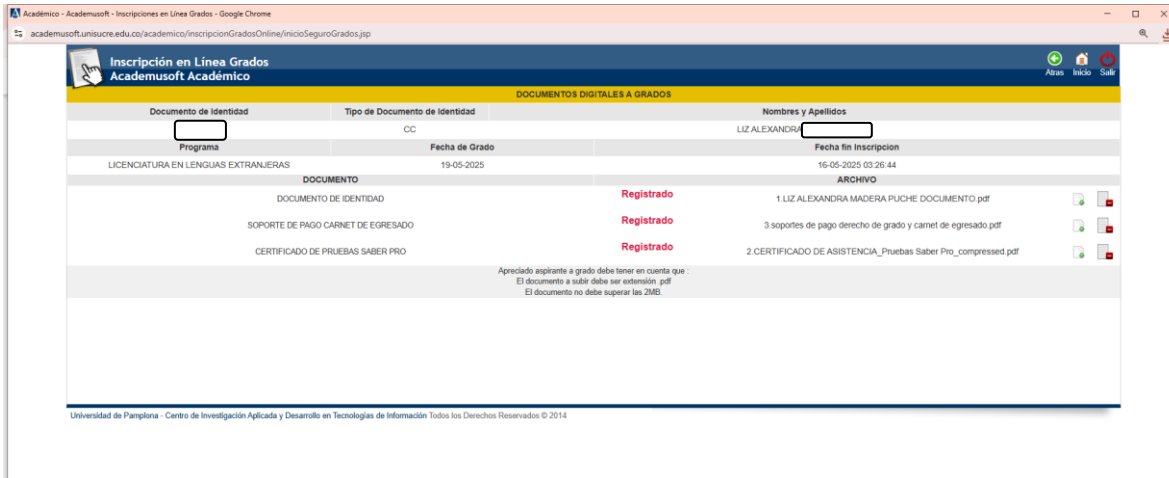 Académico - Academusoft - Inscripciones en Línea Grados - Google Chrome
academusoft.unisucre.edu.co/academico/inscripcionGradosOnline/inicioSeguroGrados.jsp
Inscripción en Línea Grados
Academusoft Académico
Atras Inicio Salir
DOCUMENTOS DIGITALES A GRADOS
Documento de Identidad Tipo de Documento de Identidad Nombres y Apellidos
CC LIZ ALEXANDRA
Programa Fecha de Grado Fecha fin Inscripcion
LICENCIATURA EN LENGUAS EXTRANJERAS 19-05-2025 16-05-2025 03:26:44
DOCUMENTO ARCHIVO
DOCUMENTO DE IDENTIDAD Registrado 1.LIZ ALEXANDRA MADERA PUCHE DOCUMENTO.pdf
SOPORTE DE PAGO CARNET DE EGRESADO Registrado 3.soportes de pago derecho de grado y carnet de egresado.pdf
CERTIFICADO DE PRUEBAS SABER PRO Registrado 2.CERTIFICADO DE ASISTENCIA_Pruebas Saber Pro_compressed.pdf
Apreciado aspirante a grado debe tener en cuenta que :
El documento a subir debe ser extensión .pdf
El documento no debe superar las 2MB.
Universidad de Pamplona - Centro de Investigación Aplicada y Desarrollo en Tecnologías de Información Todos los Derechos Reservados © 2014